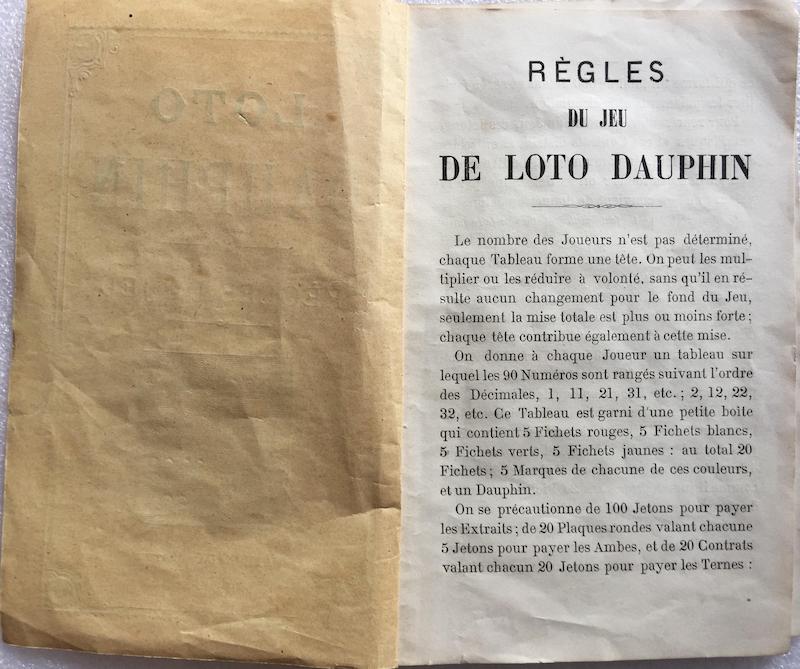 LOTO
RÈGLES
DU JEU
DE LOTO DAUPHIN
Le nombre des Joueurs n'est pas déterminé,
chaque Tableau forme une tête. On peut les mul-
tiplier ou les réduire à volonté, sans qu'il en ré-
sulte aucun changement pour le fond du Jeu,
seulement la mise totale est plus ou moins forte ;
chaque tête contribue également à cette mise.
On donne à chaque Joueur un tableau sur
lequel les 90 Numéros sont rangés suivant l'ordre
des Décimales, 1, 11, 21, 31, etc. ; 2, 12, 22,
32, etc. Ce Tableau est garni d'une petite boîte
qui contient 5 Fichets rouges, 5 Fichets blancs,
5 Fichets verts, 5 Fichets jaunes : au total 20
Fichets ; 5 Marques de chacune de ces couleurs,
et un Dauphin.
On se précautionne de 100 Jetons pour payer
les Extraits ; de 20 Plaques rondes valant chacune
5 Jetons pour payer les Ambes, et de 20 Contrats
valant chacun 20 Jetons pour payer les Ternes :